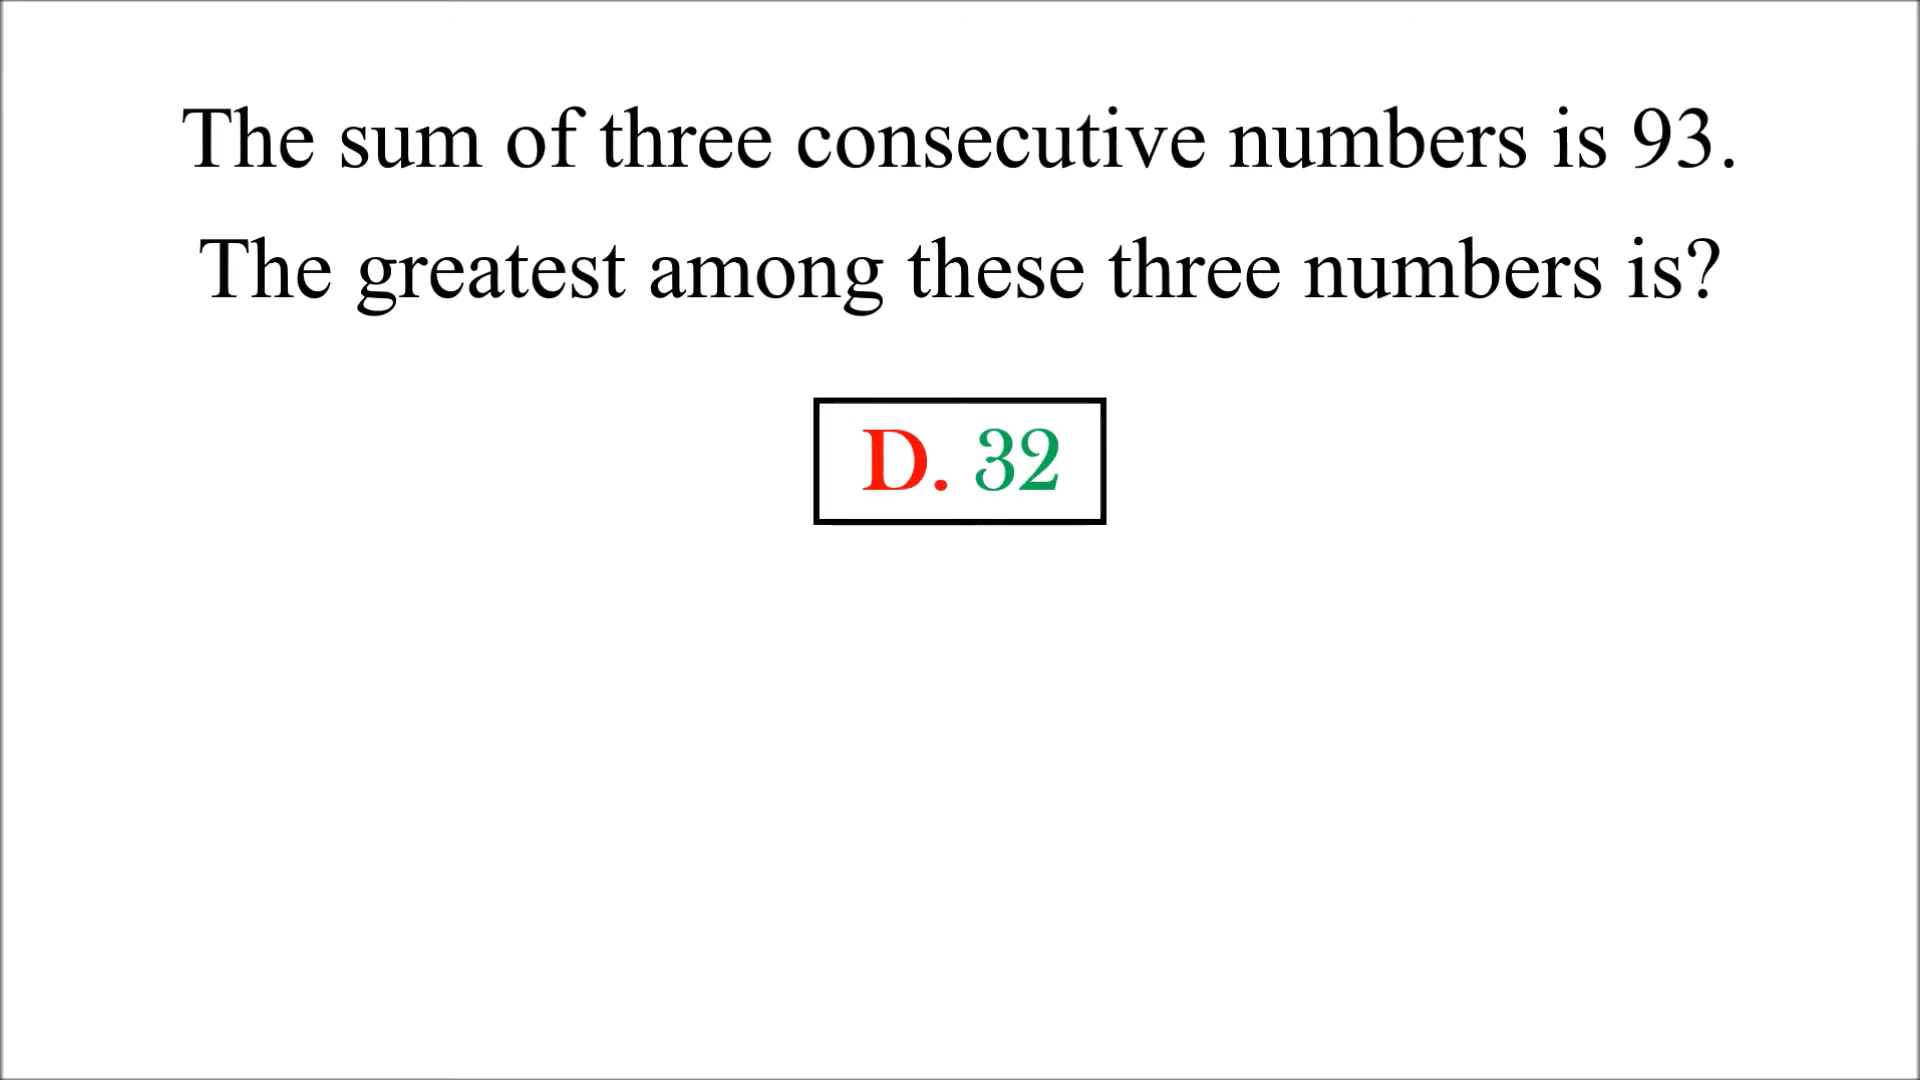 The sum of three consecutive numbers is 93.
The greatest among these three numbers is?
D. 32